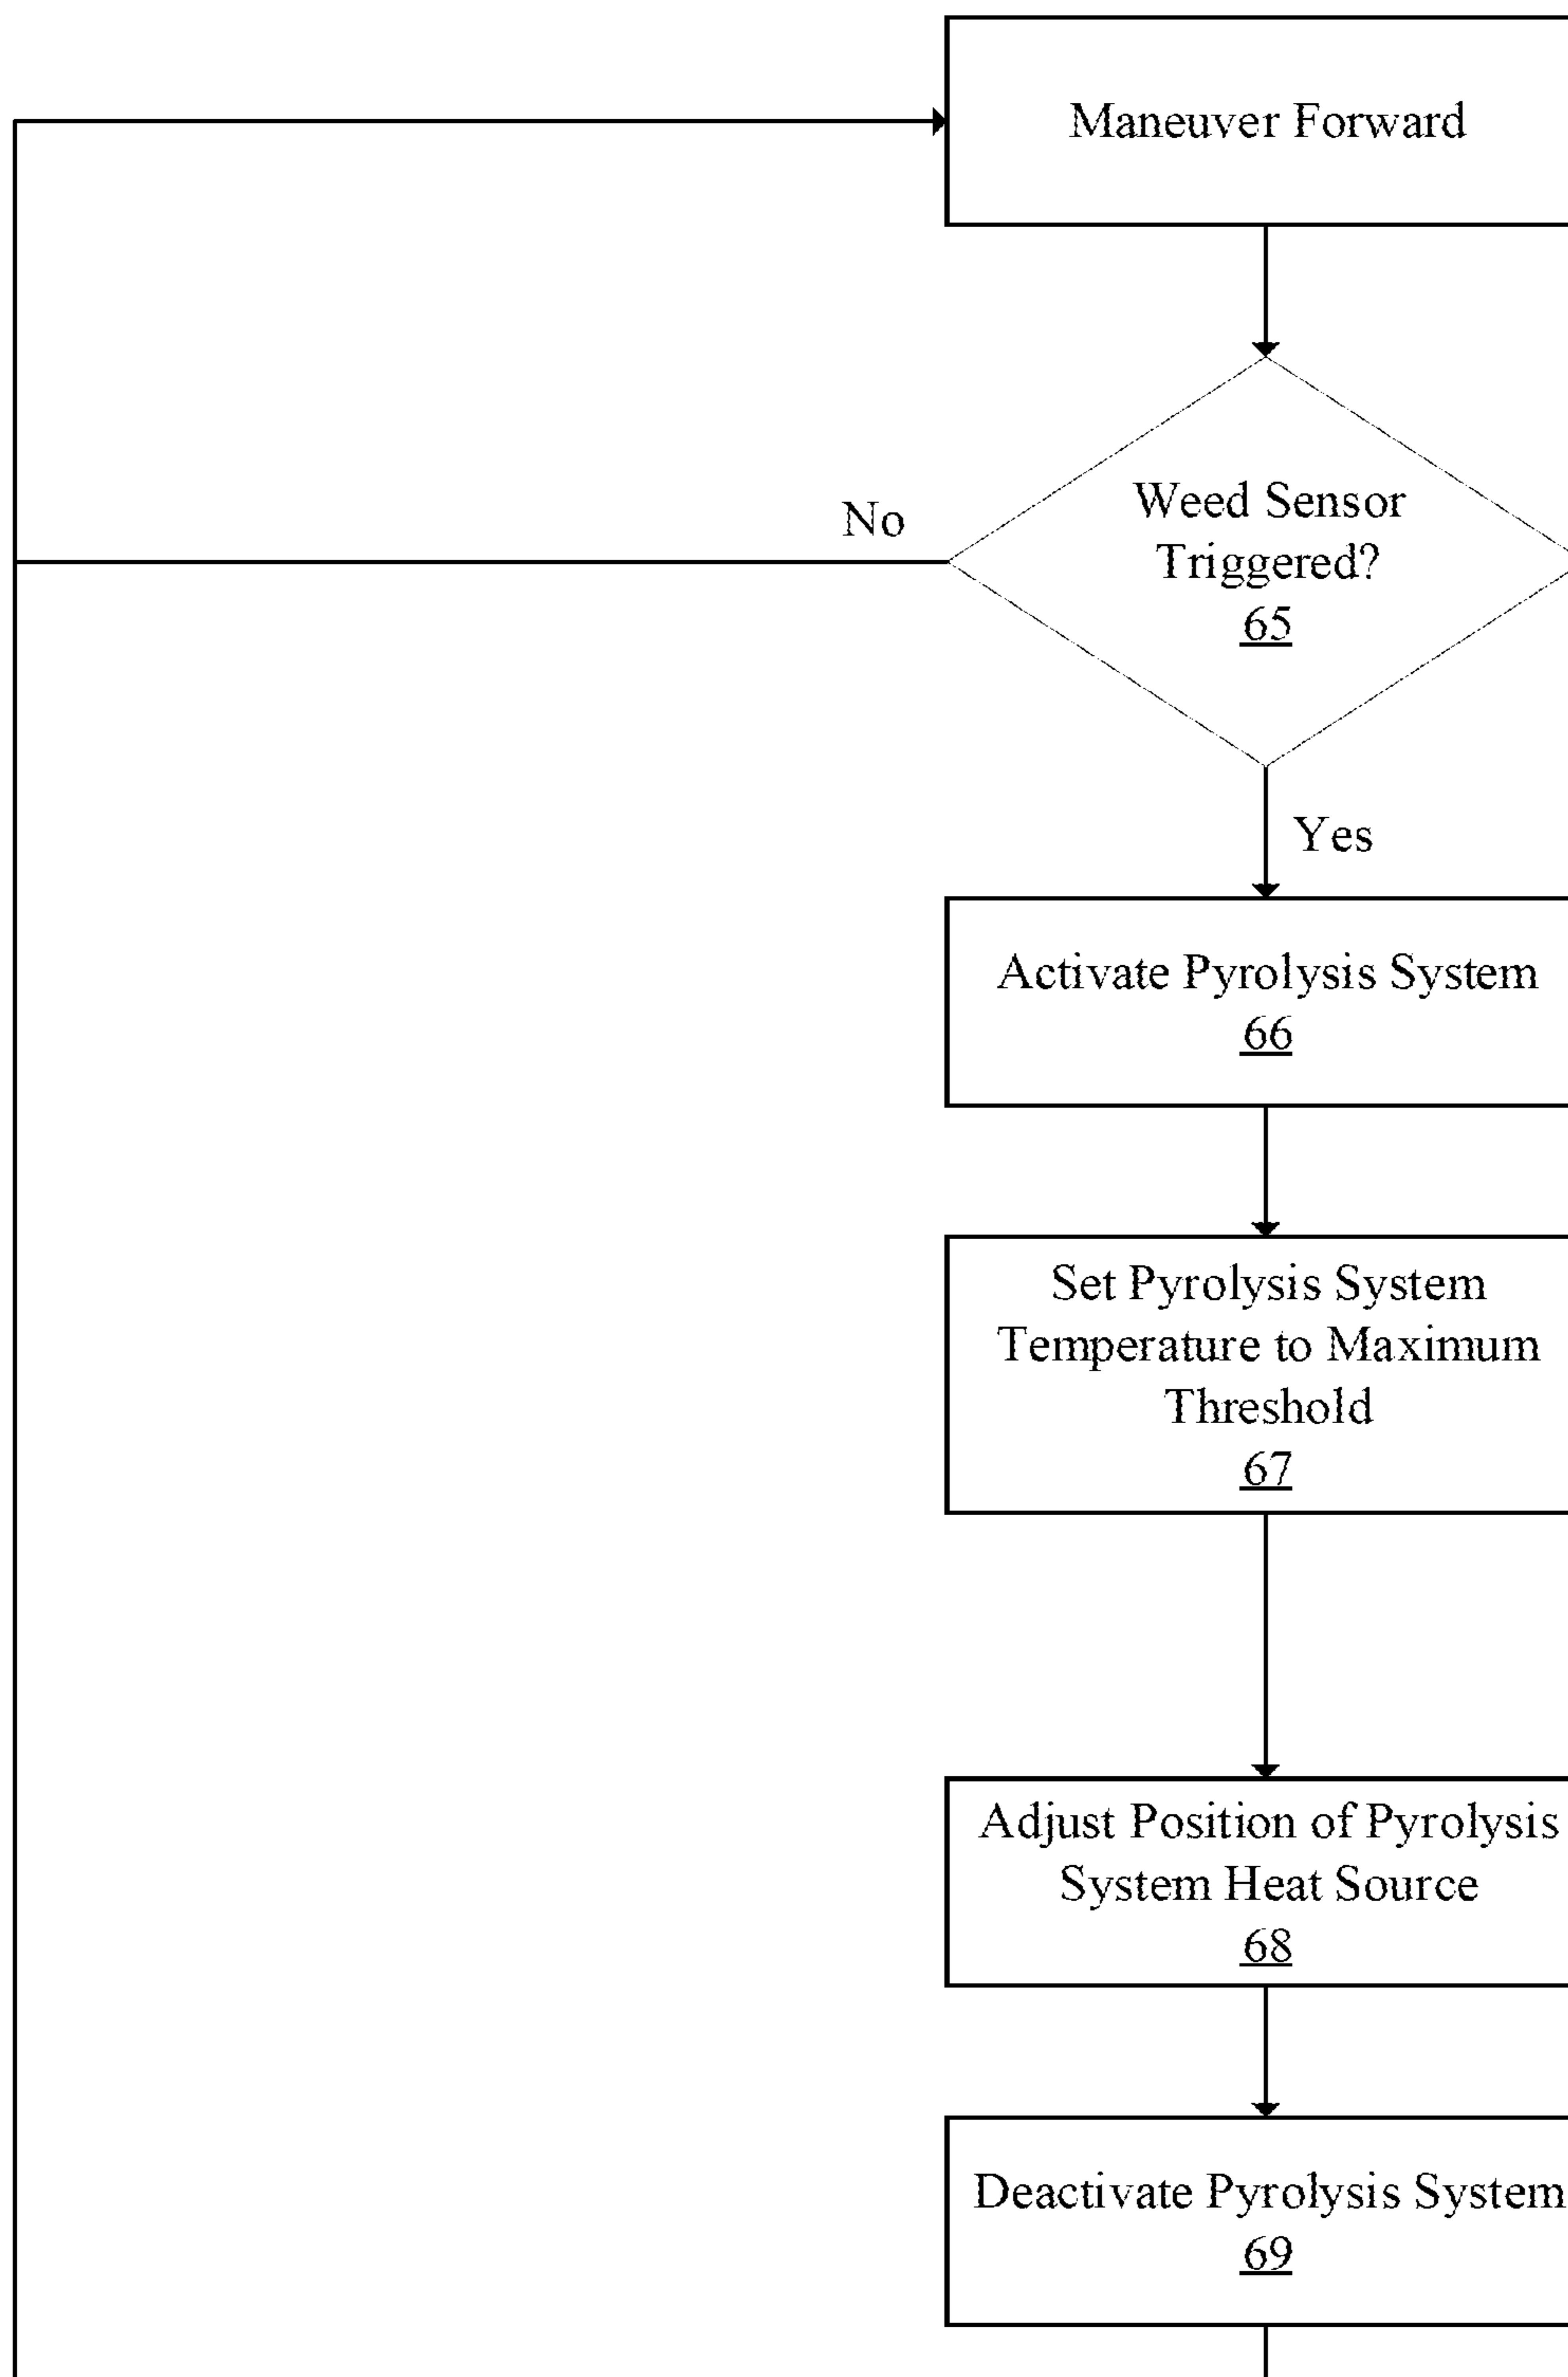 Maneuver Forward
Weed Sensor
Triggered?
65
No
Yes
Activate Pyrolysis System
66
Set Pyrolysis System
Temperature to Maximum
Threshold
67
Adjust Position of Pyrolysis
System Heat Source
68
Deactivate Pyrolysis System
69